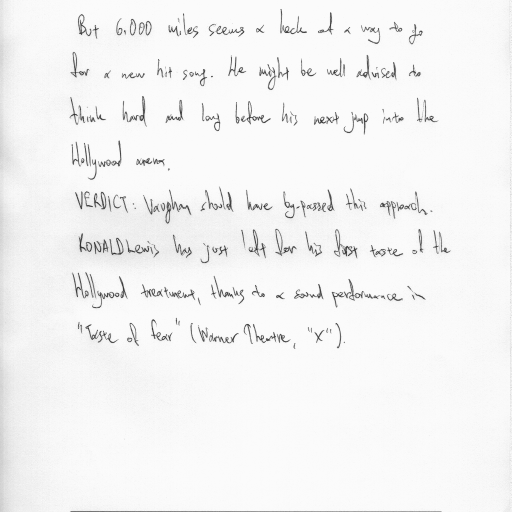 But 6,000 miles seems a heck of a way to go
for a new hit song. He might be well advised to
think hard and long before his next jump into the
Hollywood arena.
VERDICT: Vaughan should have by-passed this approach.
RONALD Lewis has just left for his first taste of the
Hollywood treatment, thanks to a sound performance in
"Taste of Fear" (Warner Theatre, "X").